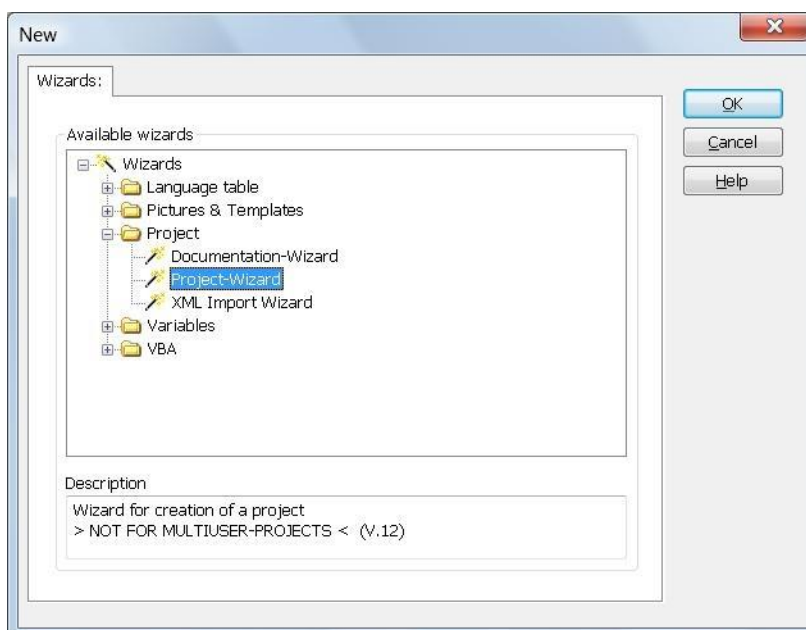 New
Wizards:
OK
Available wizards
Cancel
Wizards
Help
Language table
Pictures & Templates
Project
Documentation-Wizard
Project-Wizard
XML Import Wizard
Variables
VBA
Description
Wizard for creation of a project
> NOT FOR MULTIUSER-PROJECTS < (V.12)